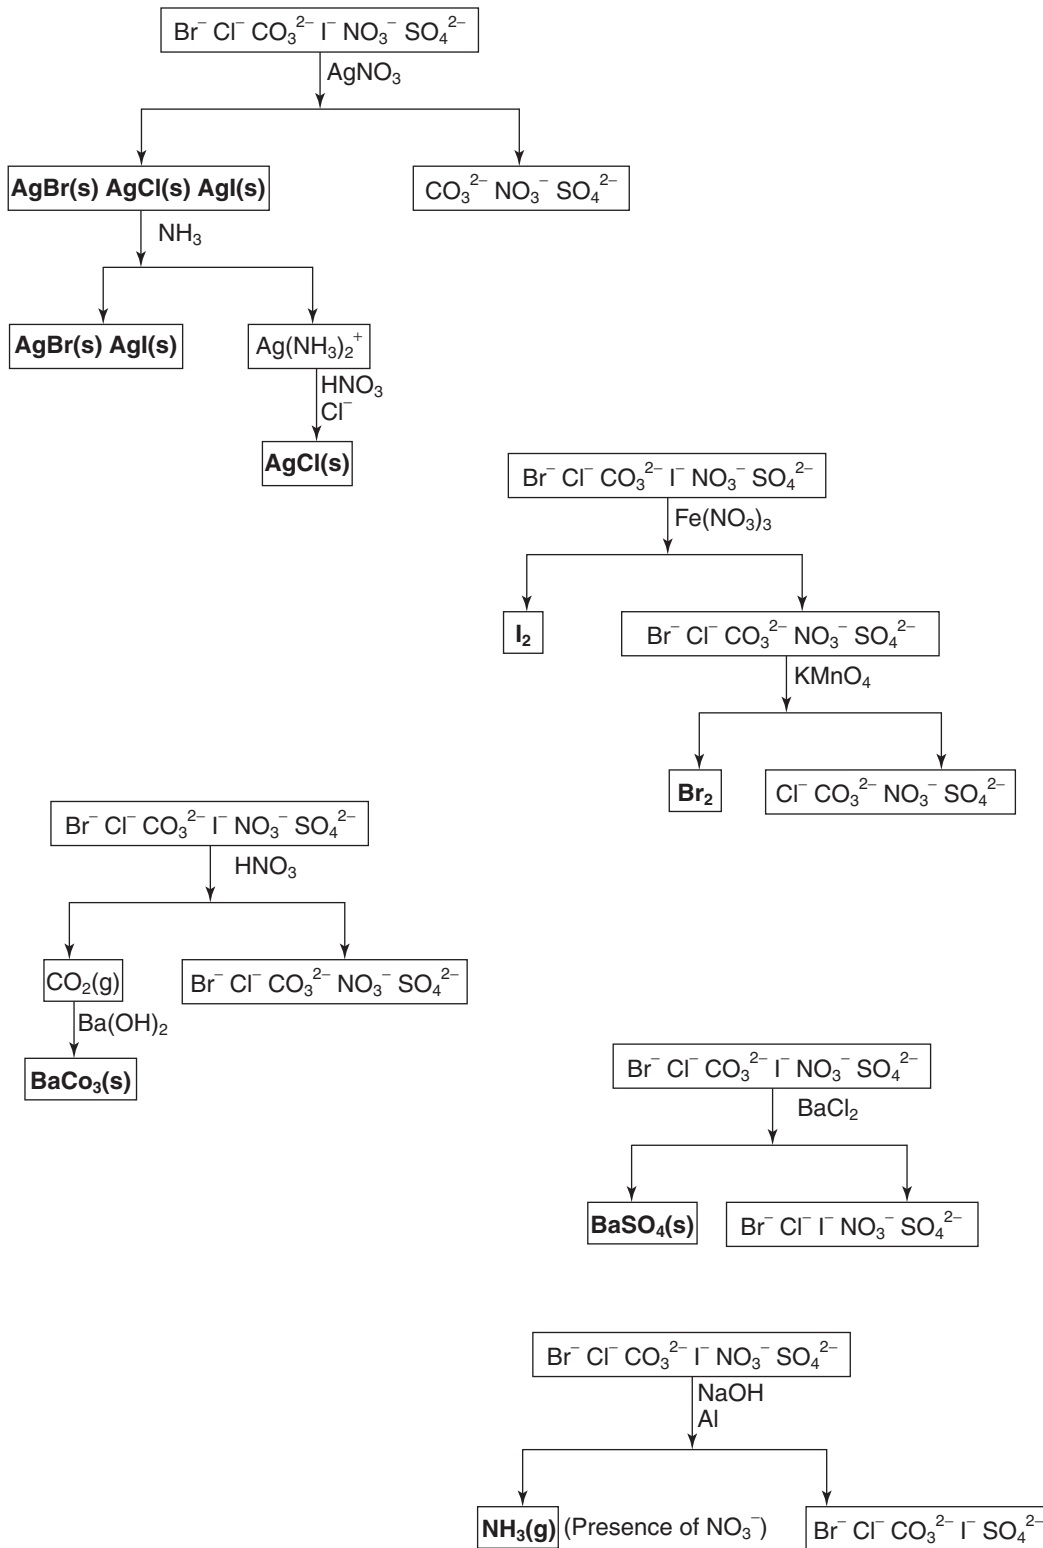 Br⁻ Cl⁻ CO₃²⁻ I⁻ NO₃⁻ SO₄²⁻
AgNO₃
AgBr(s) AgCl(s) AgI(s)
CO₃²⁻ NO₃⁻ SO₄²⁻
NH₃
AgBr(s) AgI(s)
Ag(NH₃)₂⁺
HNO₃
Cl⁻
AgCl(s)
Br⁻ Cl⁻ CO₃²⁻ I⁻ NO₃⁻ SO₄²⁻
Fe(NO₃)₃
I₂
Br⁻ Cl⁻ CO₃²⁻ NO₃⁻ SO₄²⁻
KMnO₄
Br₂
Cl⁻ CO₃²⁻ NO₃⁻ SO₄²⁻
Br⁻ Cl⁻ CO₃²⁻ I⁻ NO₃⁻ SO₄²⁻
HNO₃
CO₂(g)
Br⁻ Cl⁻ CO₃²⁻ NO₃⁻ SO₄²⁻
Ba(OH)₂
BaCo₃(s)
Br⁻ Cl⁻ CO₃²⁻ I⁻ NO₃⁻ SO₄²⁻
BaCl₂
BaSO₄(s)
Br⁻ Cl⁻ I⁻ NO₃⁻ SO₄²⁻
Br⁻ Cl⁻ CO₃²⁻ I⁻ NO₃⁻ SO₄²⁻
NaOH
Al
NH₃(g) (Presence of NO₃⁻)
Br⁻ Cl⁻ CO₃²⁻ I⁻ SO₄²⁻